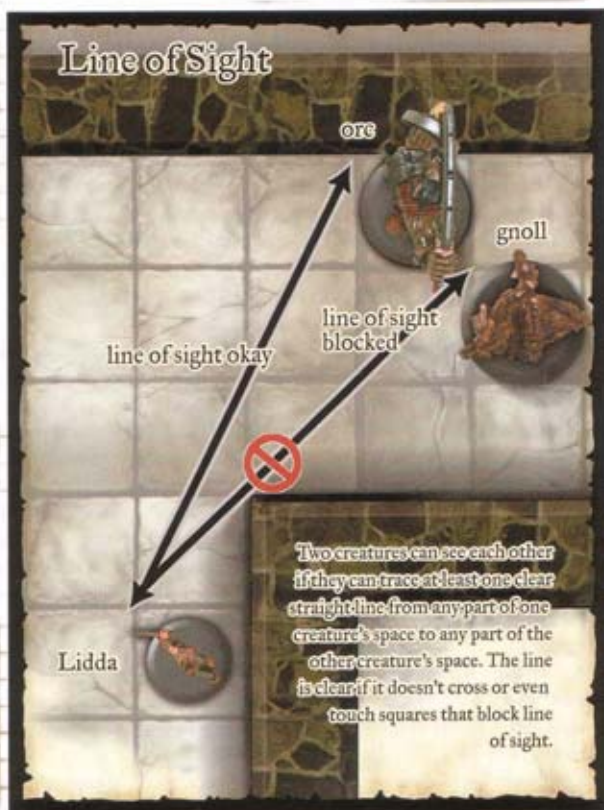 Line of Sight
orc
gnoll
line of sight
blocked
line of sight okay
Two creatures can see each other
if they can trace at least one clear
straight line from any part of one
creature's space to any part of the
other creature's space. The line
is clear if it doesn't cross or even
touch squares that block line
of sight.
Lidda